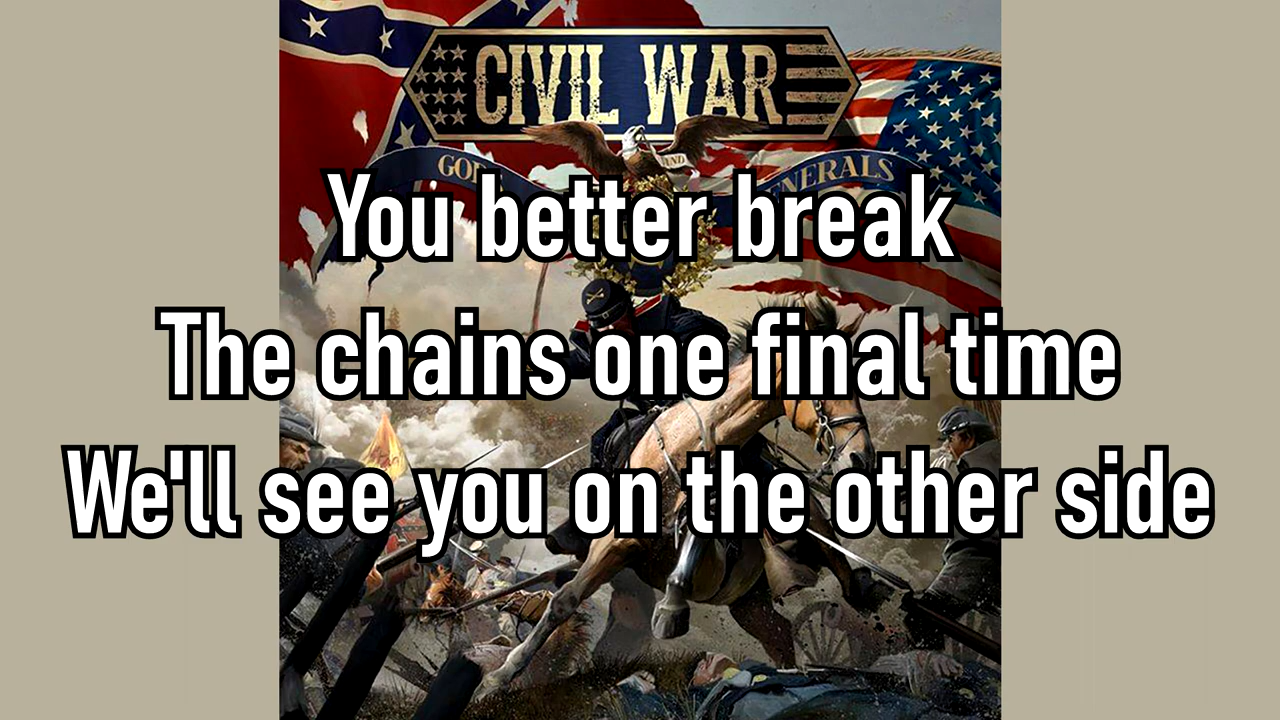 CIVIL WAR
You better break
The chains one final time
We'll see you on the other side